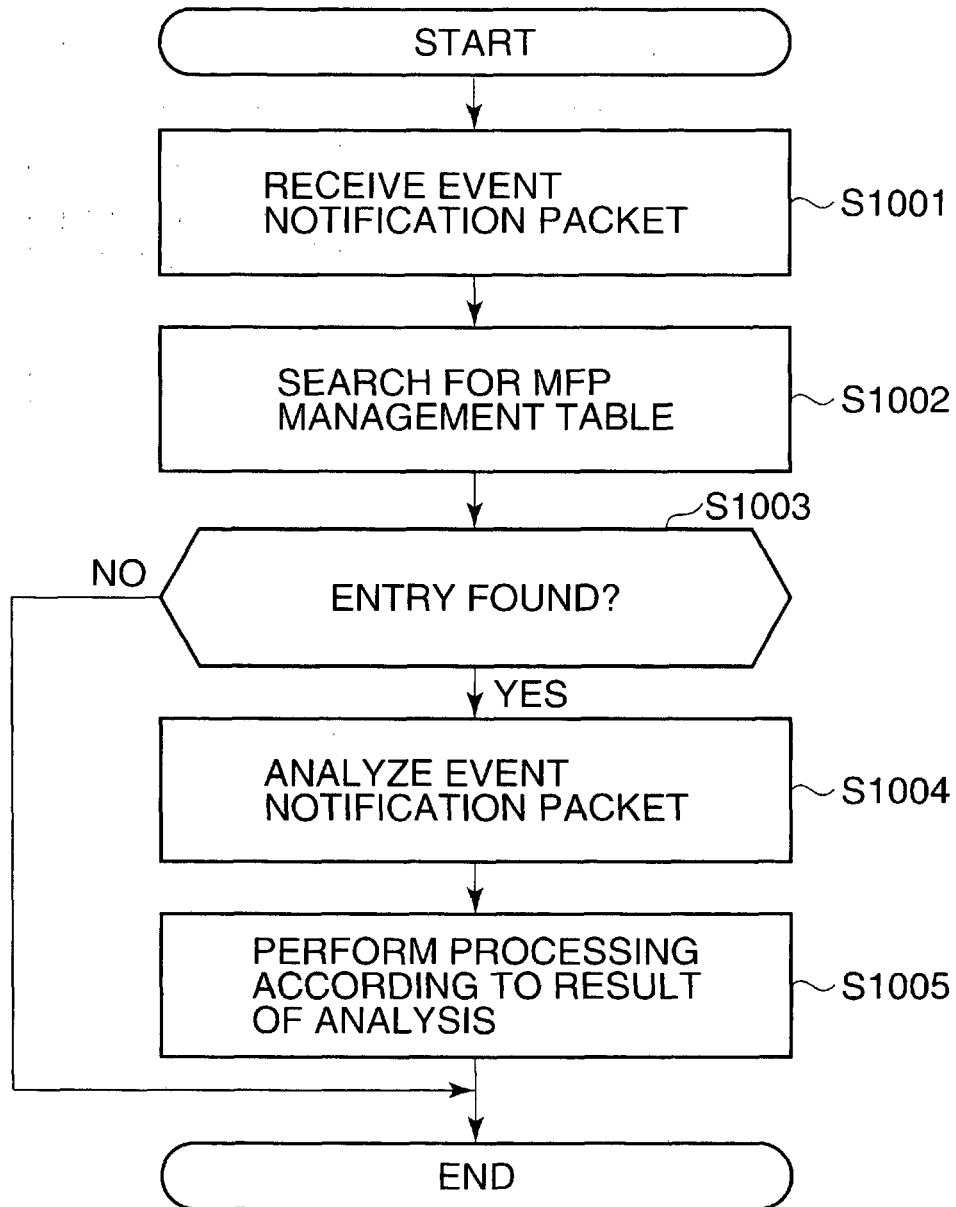 START
RECEIVE EVENT
NOTIFICATION PACKET
S1001
SEARCH FOR MFP
MANAGEMENT TABLE
S1002
S1003
NO
ENTRY FOUND?
YES
ANALYZE EVENT
NOTIFICATION PACKET
S1004
PERFORM PROCESSING
ACCORDING TO RESULT
OF ANALYSIS
S1005
END